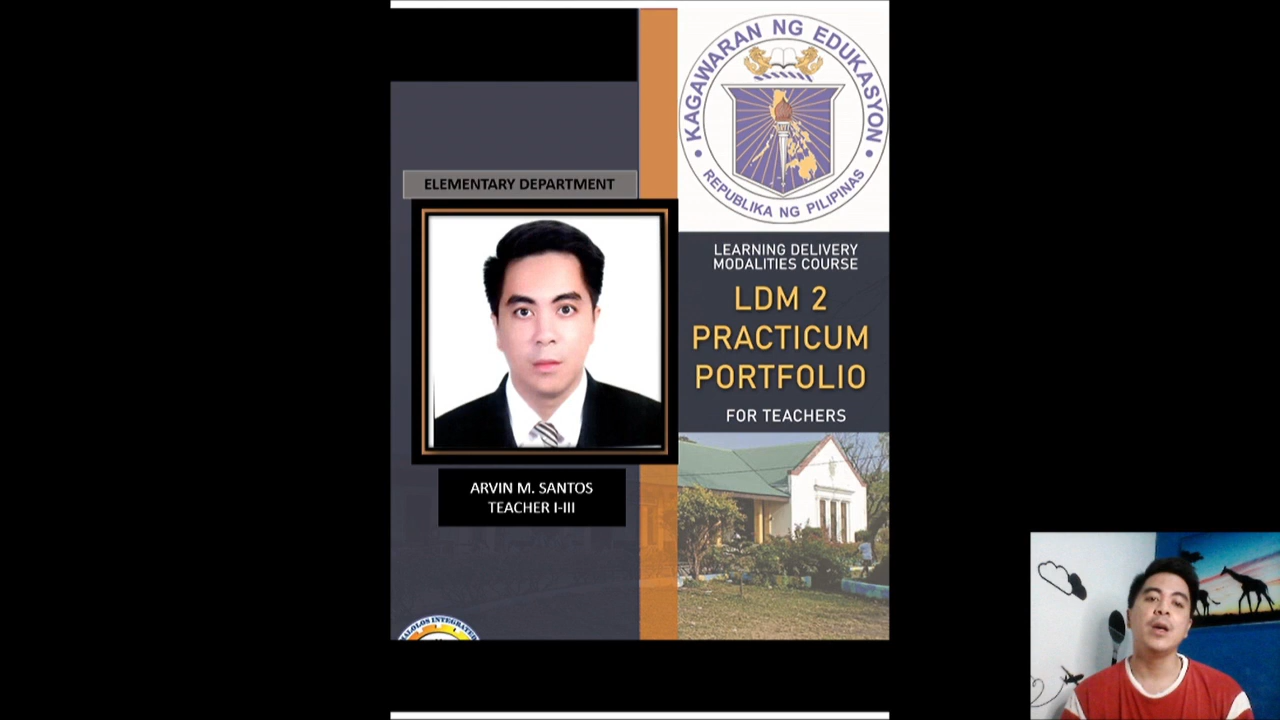 KAGAWARAN NG EDUKASYON
REPUBLIKA NG PILIPINAS
ELEMENTARY DEPARTMENT
LEARNING DELIVERY
MODALITIES COURSE
LDM 2
PRACTICUM
PORTFOLIO
FOR TEACHERS
ARVIN M. SANTOS
TEACHER I-III